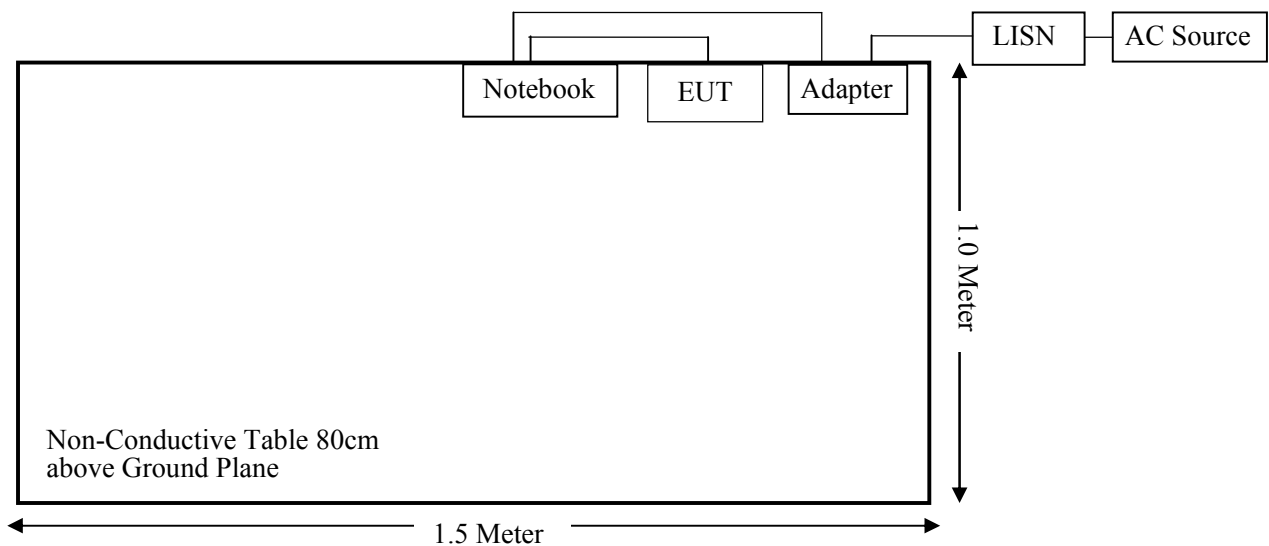 LISN
AC Source
Notebook
EUT
Adapter
1.0 Meter
Non-Conductive Table 80cm
above Ground Plane
1.5 Meter